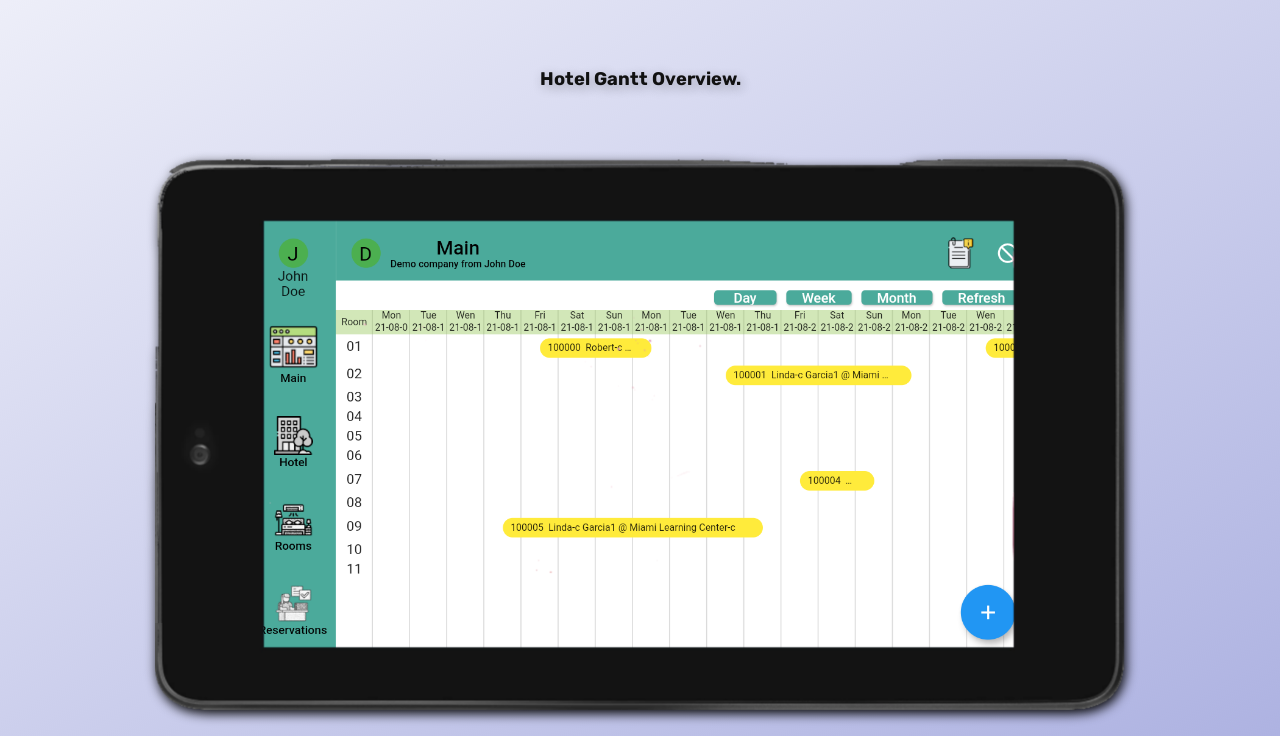 Hotel Gantt Overview.
J
John
Doe
D
Main
Demo company from John Doe
Day Week Month Refresh
Room
Mon Tue Wen Thu Fri Sat Sun Mon Tue Wen Thu Fri Sat Sun Mon Tue Wen
21-08-0 21-08-1 21-08-1 21-08-1 21-08-1 21-08-1 21-08-1 21-08-1 21-08-1 21-08-1 21-08-1 21-08-2 21-08-2 21-08-2 21-08-2 21-08-2 21-08-2
01 100000 Robert-c ...
02 100001 Linda-c Garcia1 @ Miami ...
03
04
05
06
07 100004 ...
08
09 100005 Linda-c Garcia1 @ Miami Learning Center-c
10
11
Main
Hotel
Rooms
Reservations
+